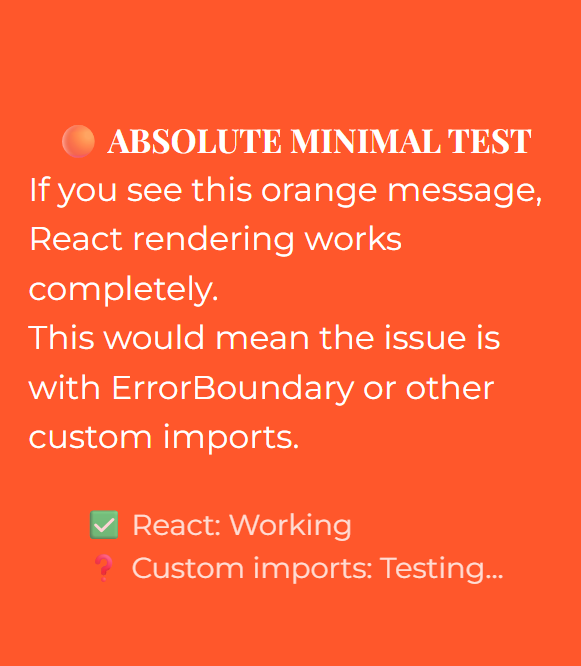 🟠 ABSOLUTE MINIMAL TEST
If you see this orange message,
React rendering works
completely.
This would mean the issue is
with ErrorBoundary or other
custom imports.
✅ React: Working
❓ Custom imports: Testing...